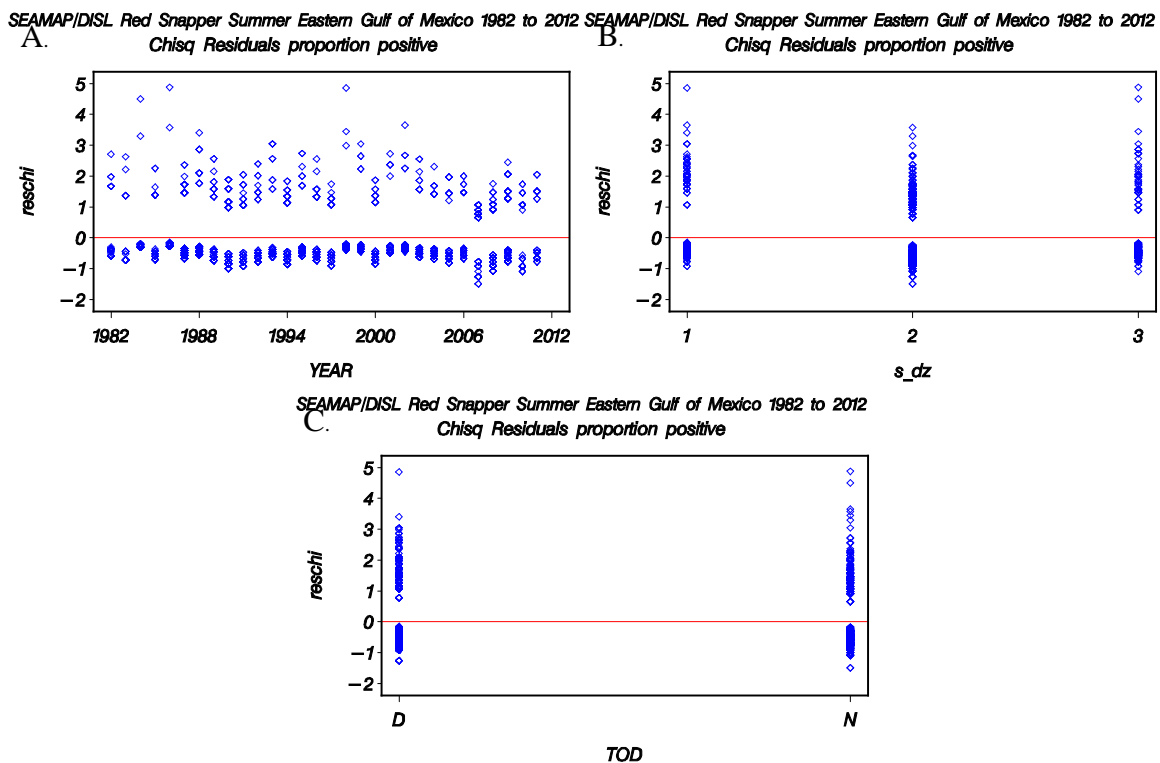 SEAMAP/DISL Red Snapper Summer Eastern Gulf of Mexico 1982 to 2012
A.
Chisq Residuals proportion positive
reschi
5
4
3
2
1
0
−1
−2
1982 1988 1994 2000 2006 2012
YEAR
SEAMAP/DISL Red Snapper Summer Eastern Gulf of Mexico 1982 to 2012
B.
Chisq Residuals proportion positive
reschi
5
4
3
2
1
0
−1
−2
1 2 3
s_dz
SEAMAP/DISL Red Snapper Summer Eastern Gulf of Mexico 1982 to 2012
C.
Chisq Residuals proportion positive
reschi
5
4
3
2
1
0
−1
−2
D N
TOD